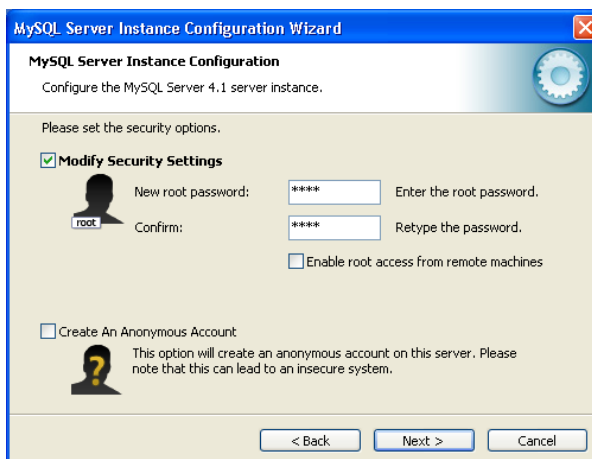 MySQL Server Instance Configuration Wizard
MySQL Server Instance Configuration
Configure the MySQL Server 4.1 server instance.
Please set the security options.
Modify Security Settings
root
New root password: **** Enter the root password.
Confirm: **** Retype the password.
Enable root access from remote machines
Create An Anonymous Account
?
This option will create an anonymous account on this server. Please
note that this can lead to an insecure system.
< Back Next > Cancel